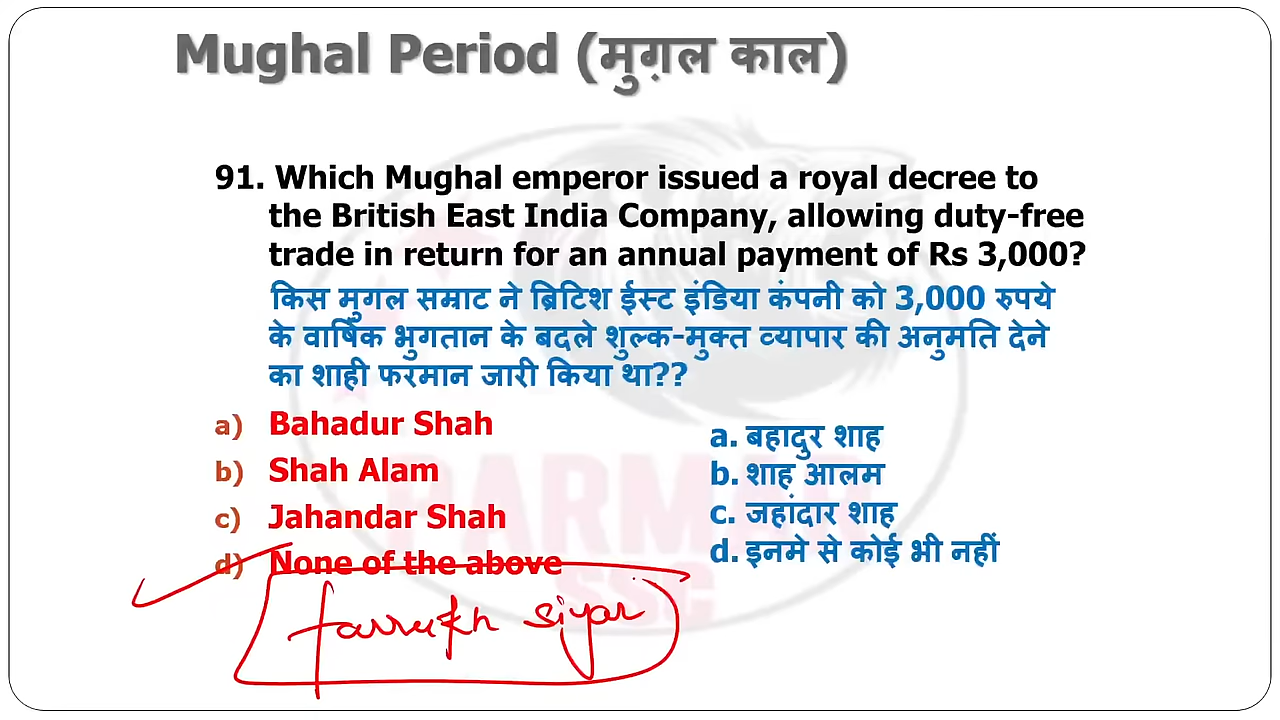 Mughal Period (मुग़ल काल)
91. Which Mughal emperor issued a royal decree to
the British East India Company, allowing duty-free
trade in return for an annual payment of Rs 3,000?
किस मुगल सम्राट ने ब्रिटिश ईस्ट इंडिया कंपनी को 3,000 रुपये
के वार्षिक भुगतान के बदले शुल्क-मुक्त व्यापार की अनुमति देने
का शाही फरमान जारी किया था??
a) Bahadur Shah
b) Shah Alam
c) Jahandar Shah
d) None of the above
a. बहादुर शाह
b. शाह आलम
c. जहांदार शाह
d. इनमे से कोई भी नहीं
farrukh siyar
PARMAR
SSC